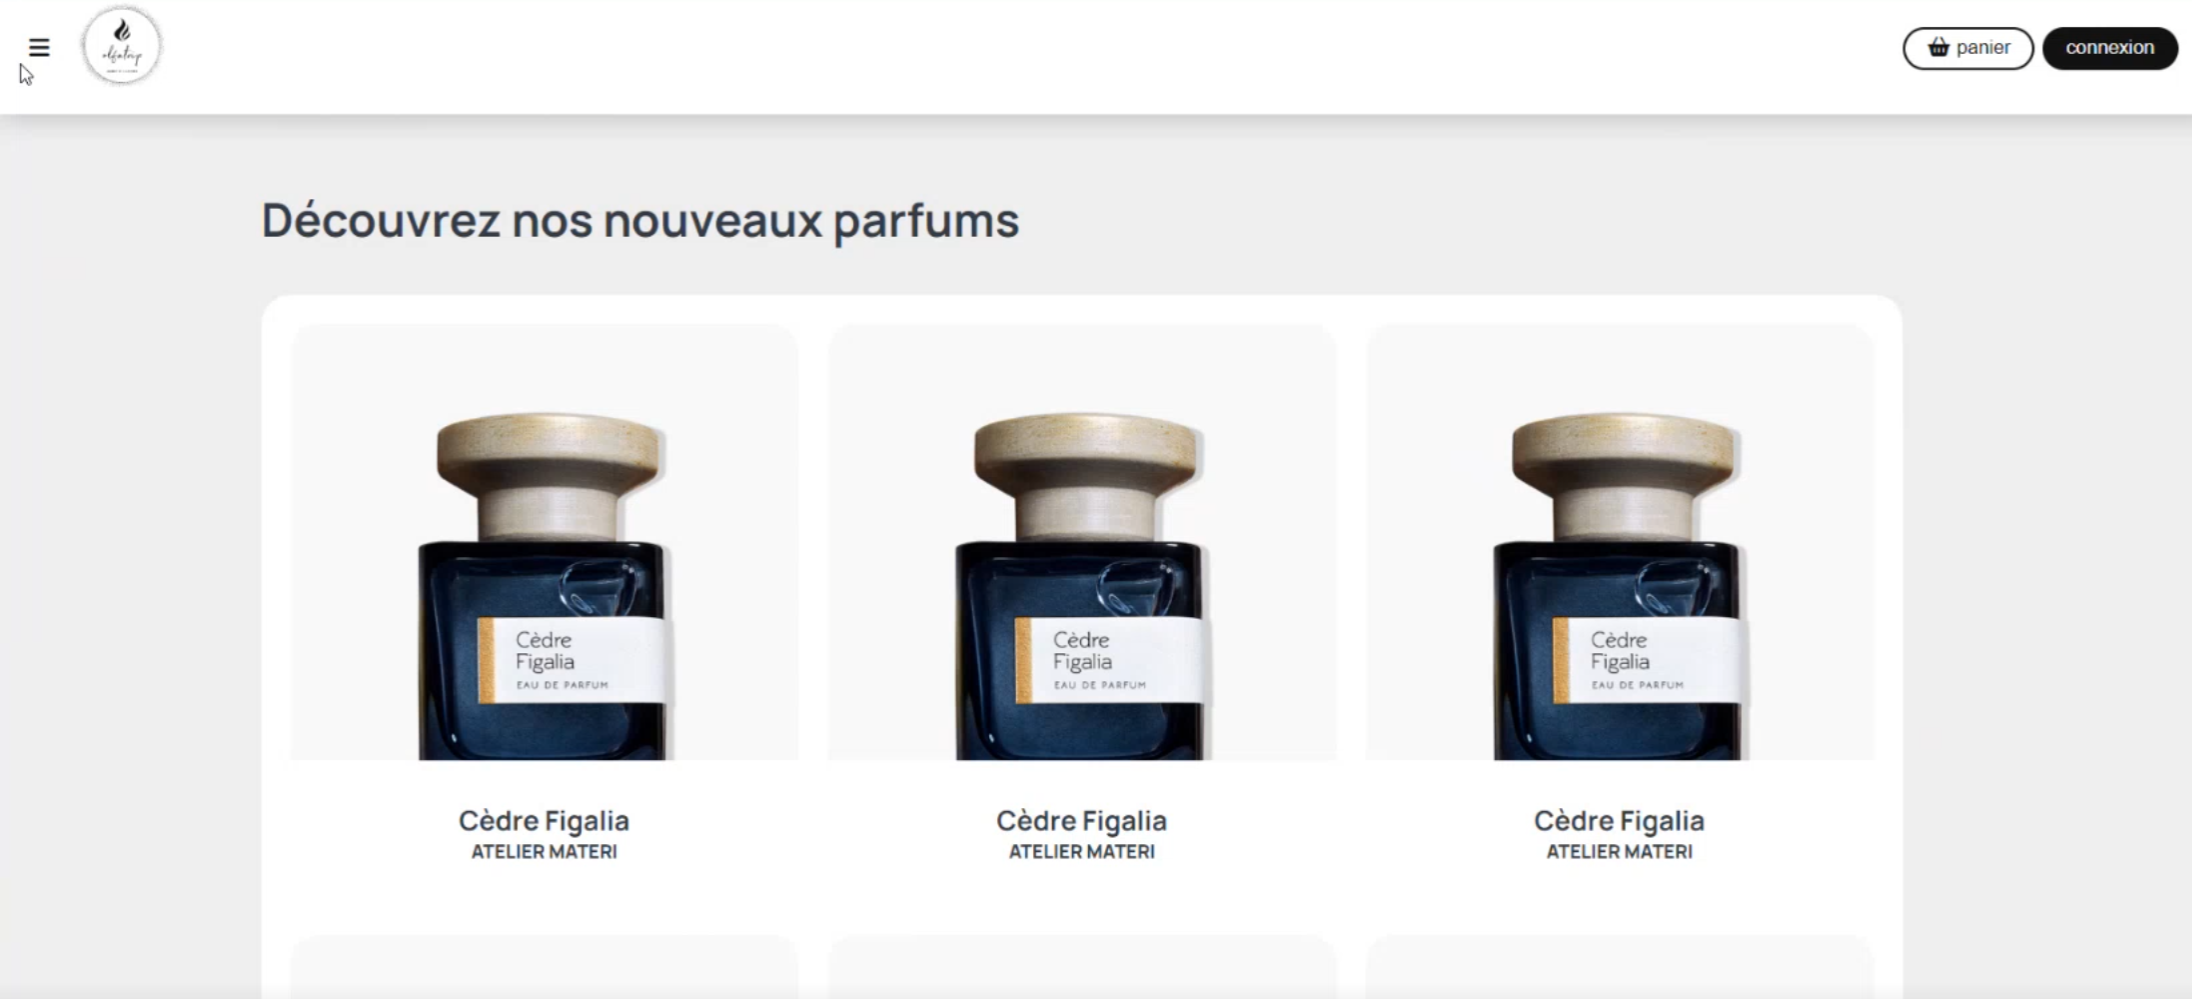 panier
connexion
Découvrez nos nouveaux parfums
Cèdre
Figalia
EAU DE PARFUM
Cèdre
Figalia
EAU DE PARFUM
Cèdre
Figalia
EAU DE PARFUM
Cèdre Figalia
ATELIER MATERI
Cèdre Figalia
ATELIER MATERI
Cèdre Figalia
ATELIER MATERI